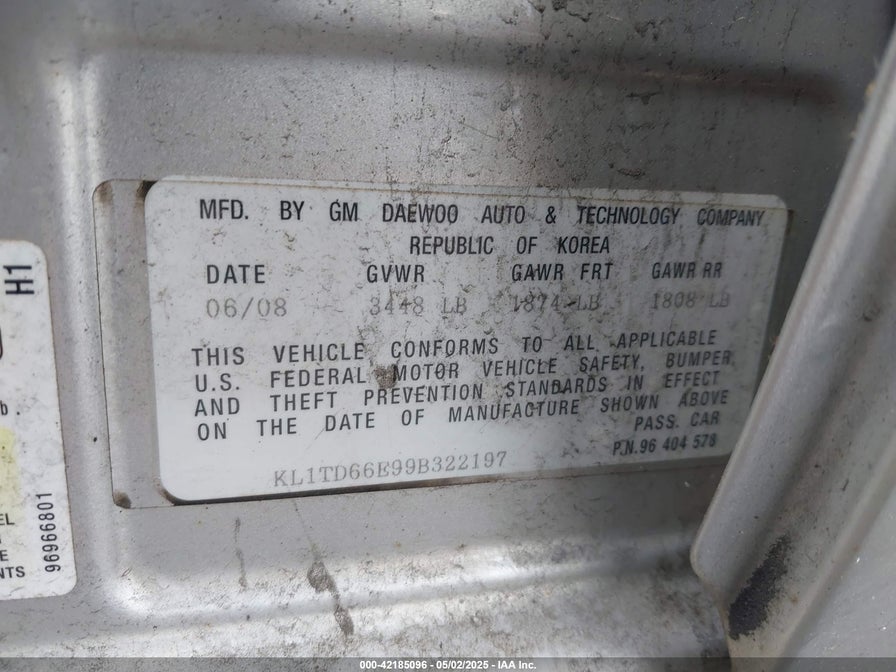 MFD. BY GM DAEWOO AUTO & TECHNOLOGY COMPANY
REPUBLIC OF KOREA
DATE GVWR GAWR FRT GAWR RR
06/08 3448 LB 1874 LB 1808 LB
THIS VEHICLE CONFORMS TO ALL APPLICABLE
U.S. FEDERAL MOTOR VEHICLE SAFETY, BUMPER,
AND THEFT PREVENTION STANDARDS IN EFFECT
ON THE DATE OF MANUFACTURE SHOWN ABOVE
PASS. CAR
P.N.96 404 578
KL1TD66E99B322197
H1
96966801
000-42185096 - 05/02/2025 - IAA Inc.